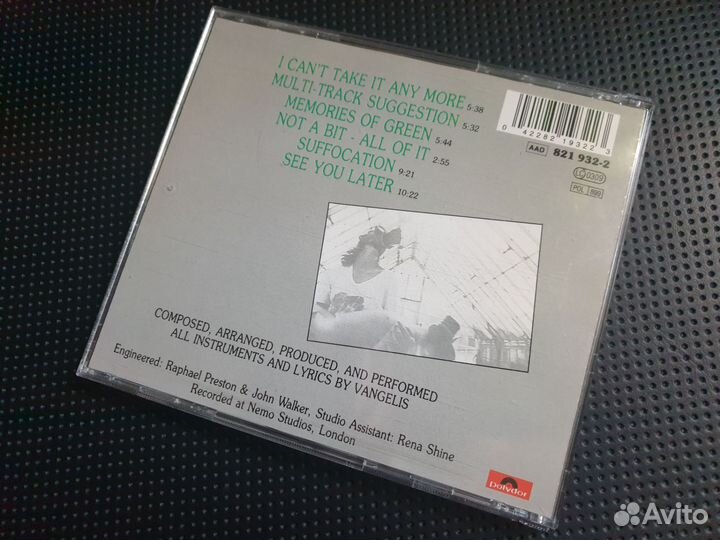 I CAN'T TAKE IT ANY MORE 5:38
MULTI-TRACK SUGGESTION 5:32
MEMORIES OF GREEN 5:44
NOT A BIT - ALL OF IT 2:55
SUFFOCATION 9:21
SEE YOU LATER 10:22
0 42282 19322 3
AAD 821 932-2
LC 0309
POL 899
COMPOSED, ARRANGED, PRODUCED, AND PERFORMED
ALL INSTRUMENTS AND LYRICS BY VANGELIS
Engineered: Raphael Preston & John Walker, Studio Assistant: Rena Shine
Recorded at Nemo Studios, London
polydor
Avito